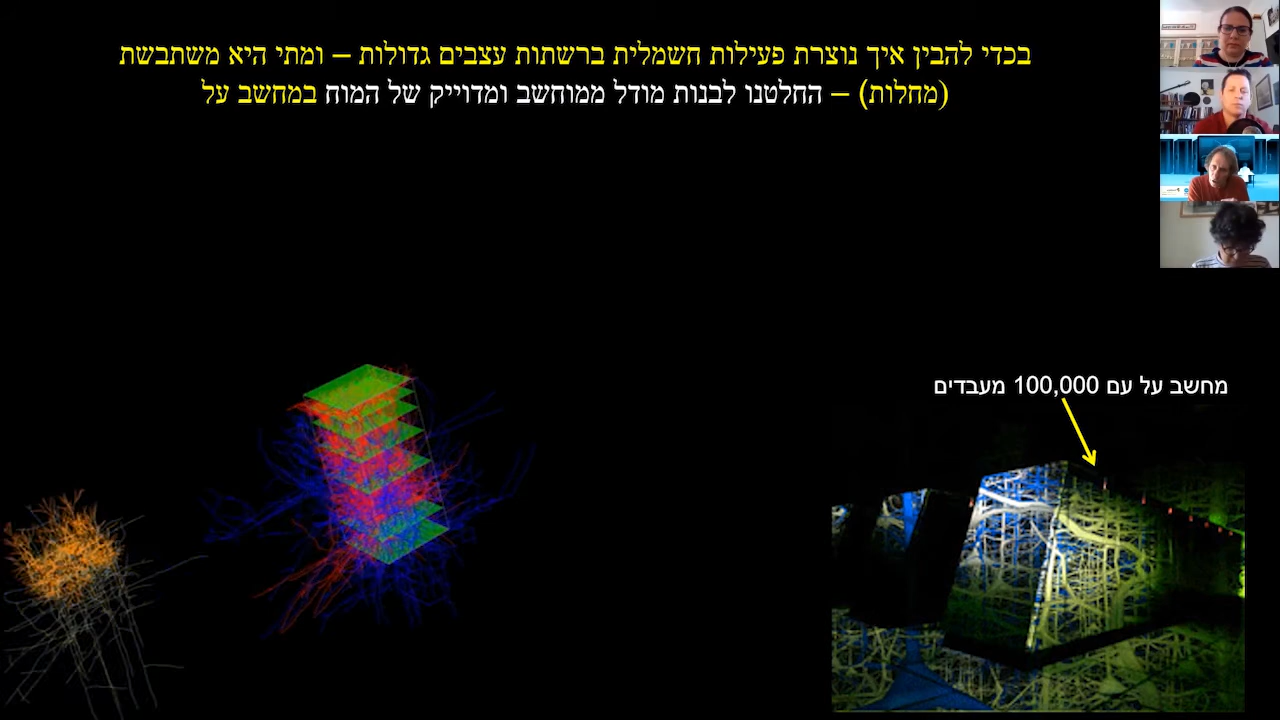 בכדי להבין איך נוצרת פעילות חשמלית ברשתות עצבים גדולות – ומתי היא משתבשת
(מחלות) – החלטנו לבנות מודל ממוחשב ומדוייק של המוח במחשב על
מחשב על עם 100,000 מעבדים